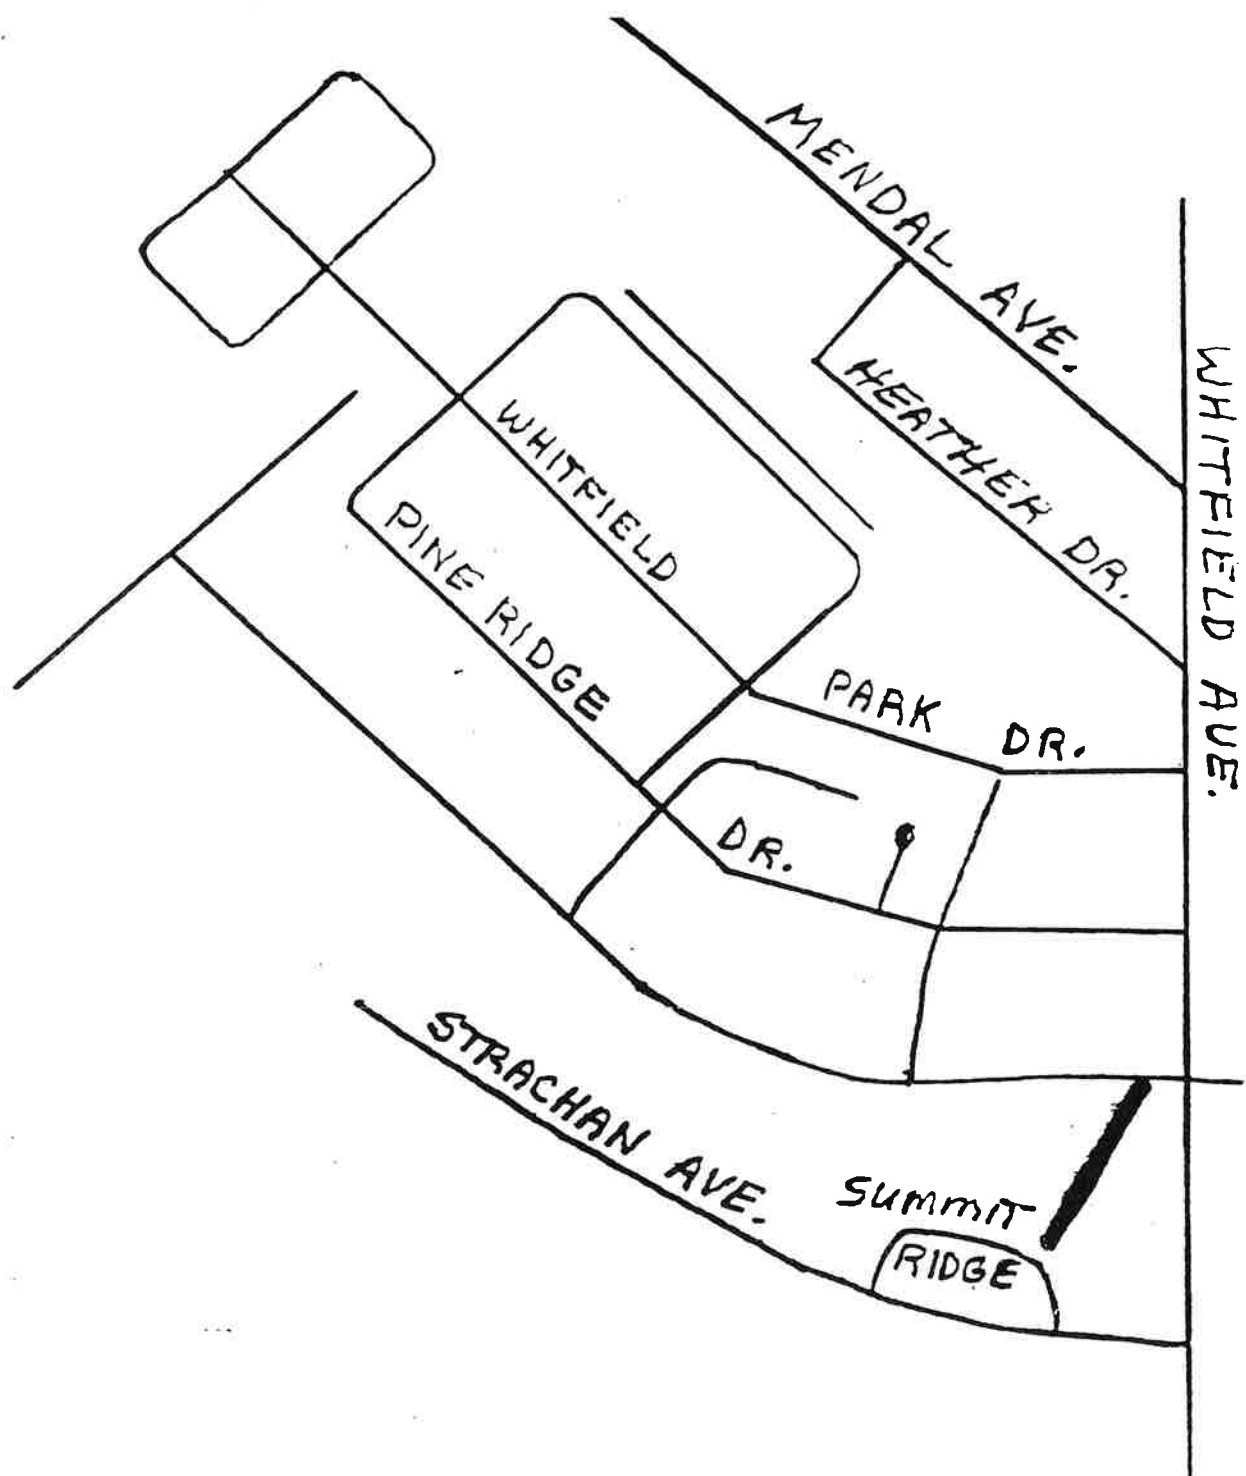 MENDAL AVE.
HEATHER DR.
WHITFIELD AVE.
WHITFIELD
PARK DR.
PINE RIDGE
DR.
STRACHAN AVE.
SUMMIT
RIDGE